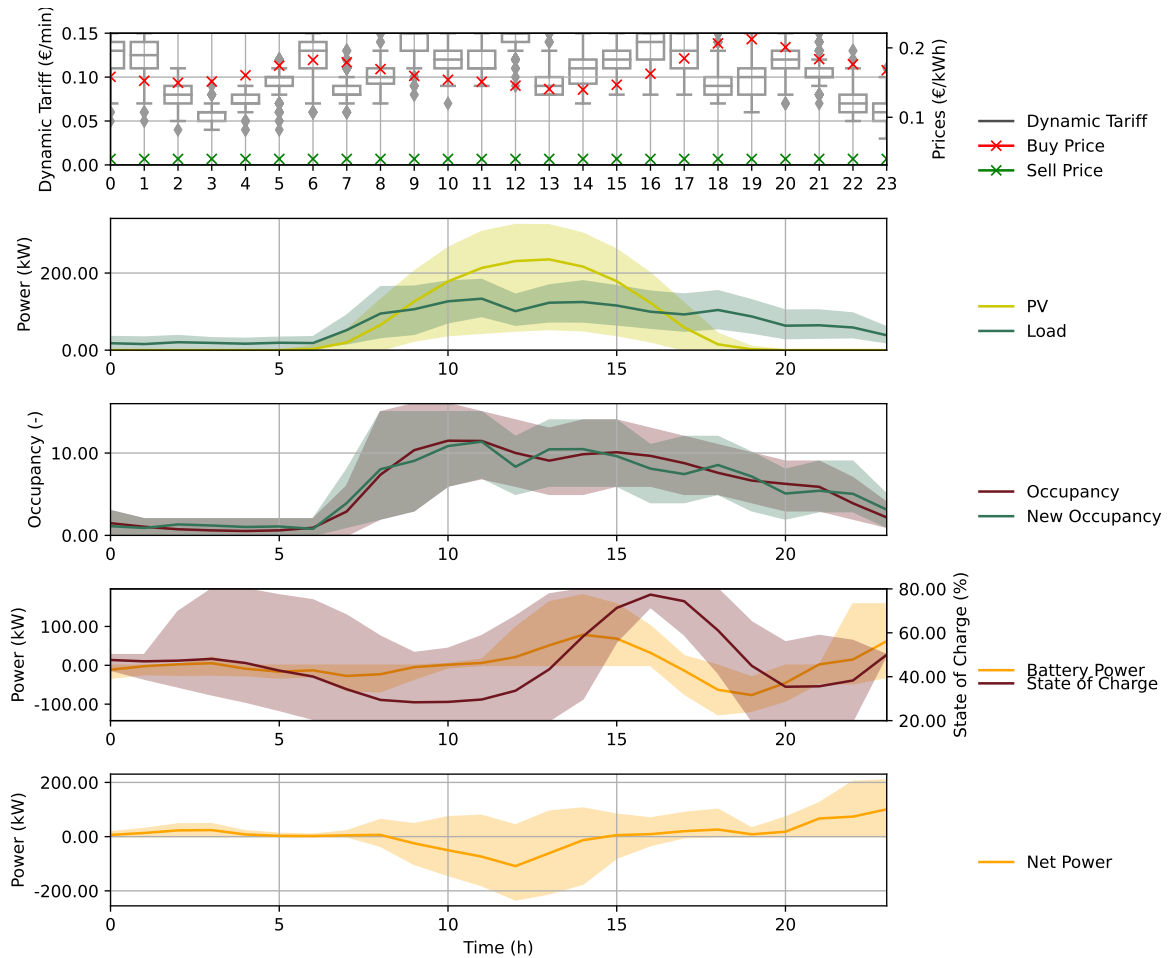 Dynamic Tariff (€/min)
0.15
0.10
0.05
0.00
0 1 2 3 4 5 6 7 8 9 10 11 12 13 14 15 16 17 18 19 20 21 22 23
0.2
0.1
Prices (€/kWh)
Dynamic Tariff
Buy Price
Sell Price
Power (kW)
200.00
0.00
0 5 10 15 20
PV
Load
Occupancy (-)
10.00
0.00
0 5 10 15 20
Occupancy
New Occupancy
Power (kW)
100.00
0.00
-100.00
0 5 10 15 20
80.00
60.00
40.00
20.00
State of Charge (%)
Battery Power
State of Charge
Power (kW)
200.00
0.00
-200.00
0 5 10 15 20
Time (h)
Net Power